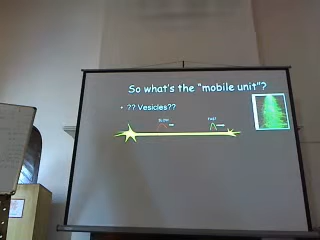 So what's the "mobile unit"?
• ?? Vesicles??
SLOW
FAST